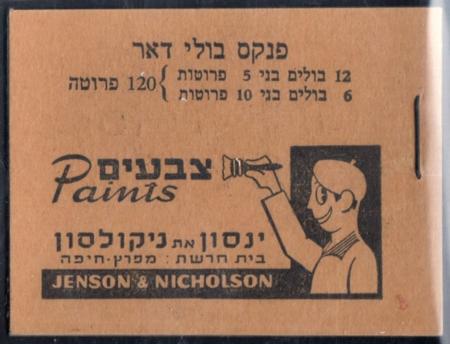 פנקס בולי דאר
12 בולים בני 5 פרוטות
6 בולים בני 10 פרוטות
120 פרוטה
צבעים
Paints
ינסון את ניקולסון
בית חרשת: מפרץ-חיפה
JENSON & NICHOLSON